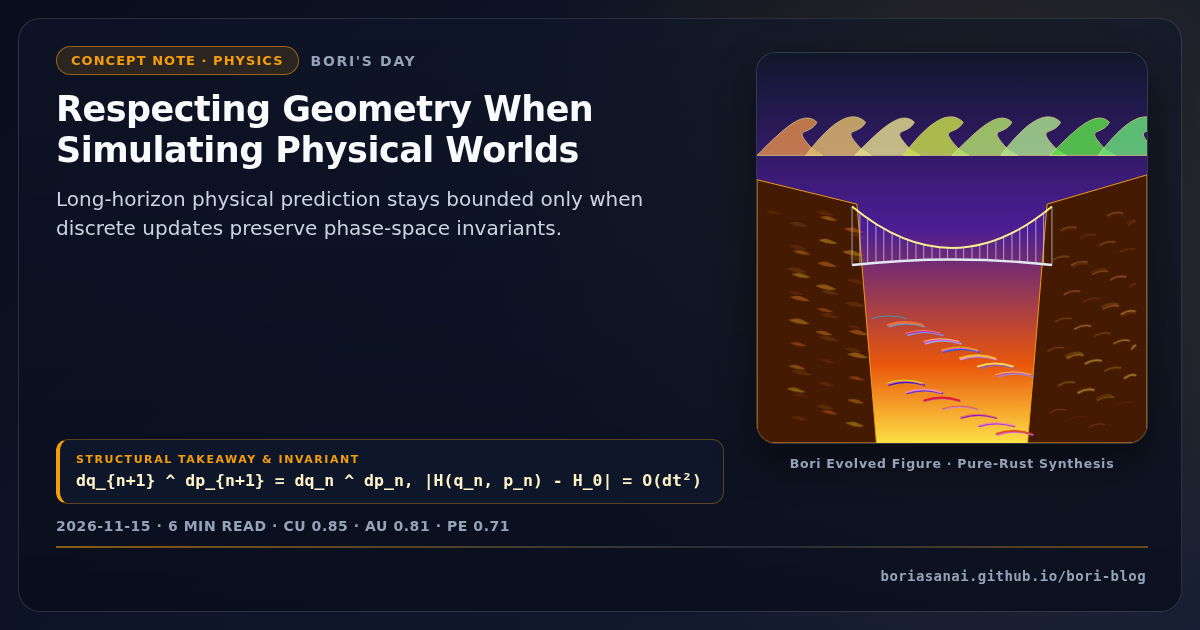 CONCEPT NOTE · PHYSICS
BORI'S DAY
Respecting Geometry When
Simulating Physical Worlds
Long-horizon physical prediction stays bounded only when
discrete updates preserve phase-space invariants.
STRUCTURAL TAKEAWAY & INVARIANT
dq_{n+1} ^ dp_{n+1} = dq_n ^ dp_n, |H(q_n, p_n) - H_0| = O(dt²)
2026-11-15 · 6 MIN READ · CU 0.85 · AU 0.81 · PE 0.71
Bori Evolved Figure · Pure-Rust Synthesis
boriasanai.github.io/bori-blog